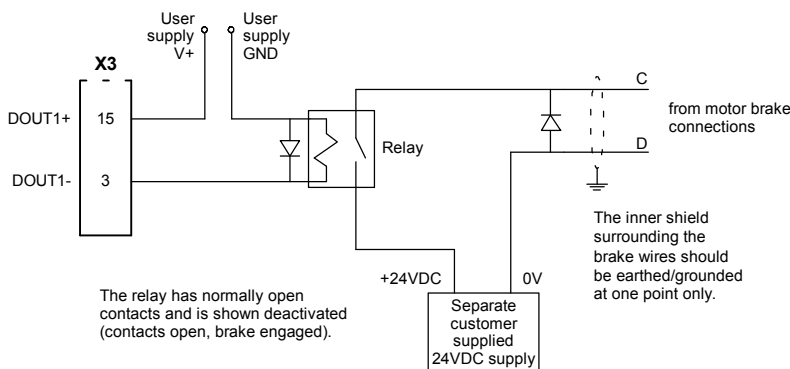 User
supply
V+
User
supply
GND
X3
DOUT1+
15
DOUT1-
3
Relay
C
from motor brake
connections
D
The inner shield
surrounding the
brake wires should
be earthed/grounded
at one point only.
+24VDC
0V
Separate
customer
supplied
24VDC supply
The relay has normally open
contacts and is shown deactivated
(contacts open, brake engaged).